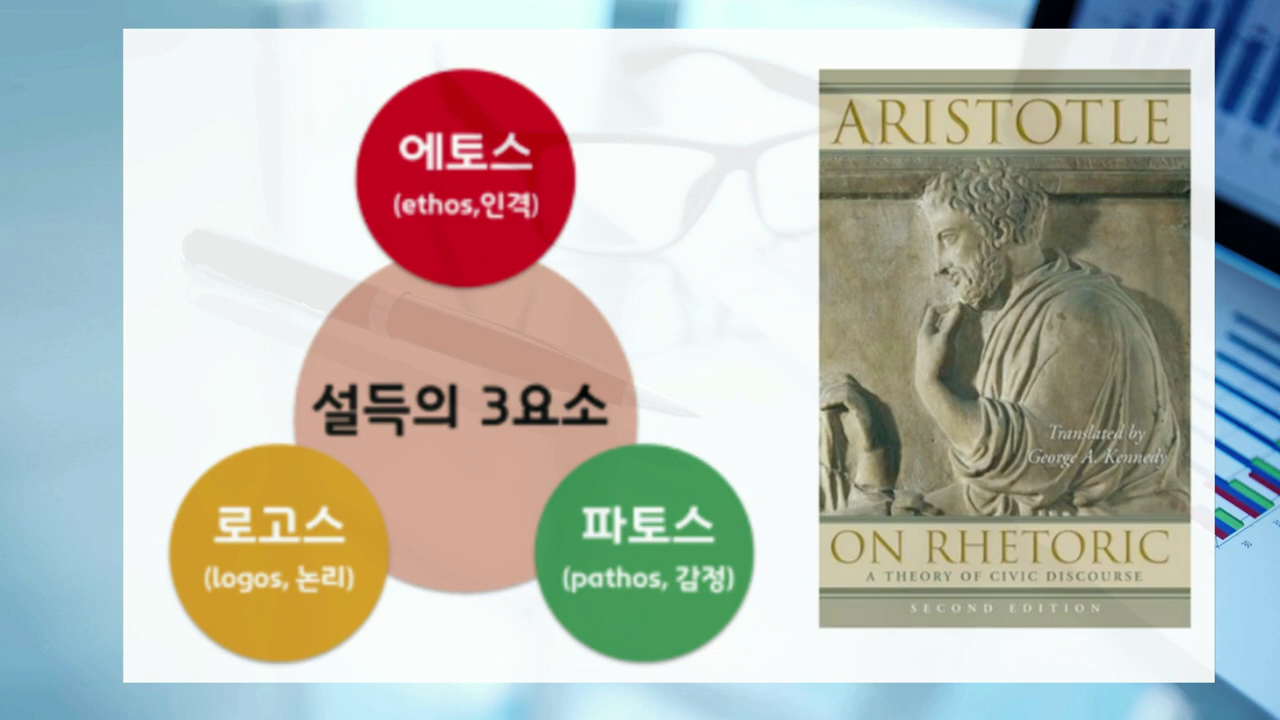 에토스
(ethos,인격)
설득의 3요소
로고스
(logos, 논리)
파토스
(pathos, 감정)
ARISTOTLE
Translated by
George A. Kennedy
ON RHETORIC
A THEORY OF CIVIC DISCOURSE
SECOND EDITION